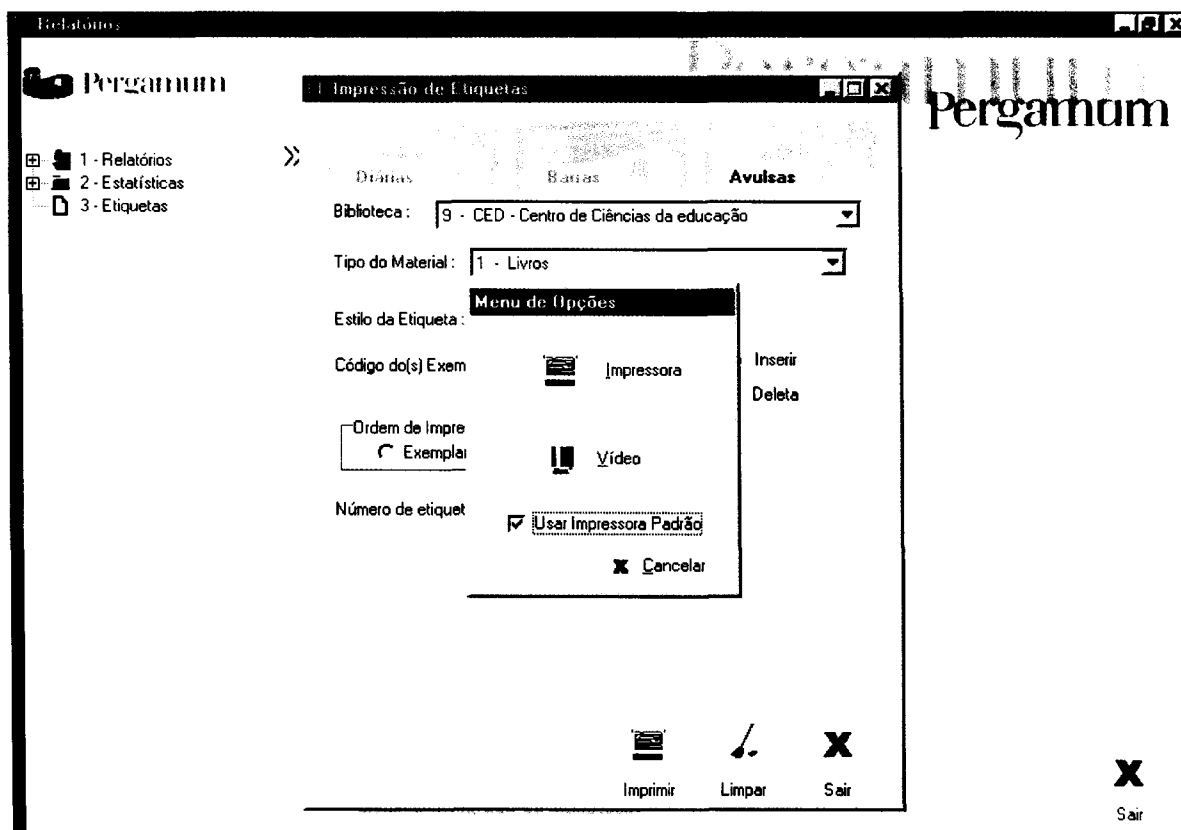 Relatórios
Pergamum
Pergamum
1 - Relatórios
2 - Estatísticas
3 - Etiquetas
Impressão de Etiquetas
Diárias Barras Avulsas
Biblioteca : 9 - CED - Centro de Ciências da educação
Tipo do Material : 1 - Livros
Menu de Opções
Estilo da Etiqueta :
Código do(s) Exem
Impressora
Inserir
Deleta
Ordem de Impre
Exemplar
Vídeo
Número de etiquet
Usar Impressora Padrão
Cancelar
Imprimir Limpar Sair
Sair